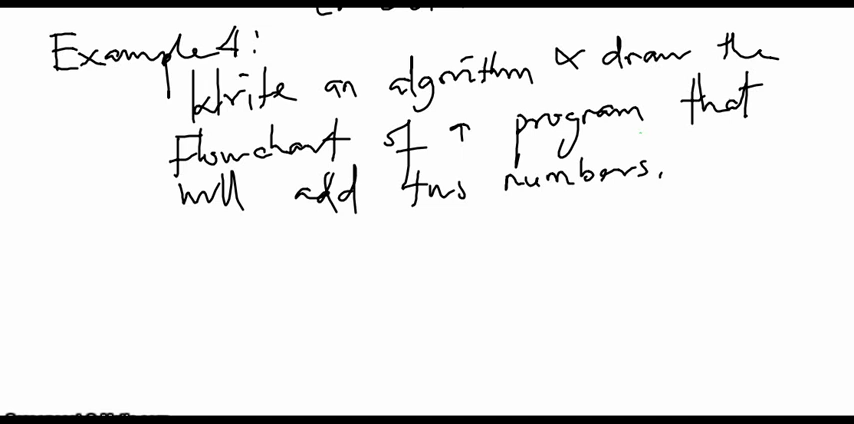 Example 4:
Write an algorithm & draw the
Flowchart of program that
will add two numbers.